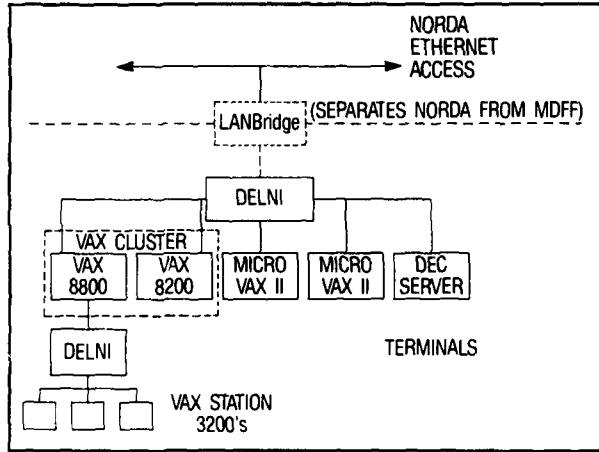 NORDA
ETHERNET
ACCESS
LANBridge
(SEPARATES NORDA FROM MDFF)
DELNI
VAX CLUSTER
VAX
8800
VAX
8200
MICRO
VAX II
MICRO
VAX II
DEC
SERVER
DELNI
TERMINALS
VAX STATION
3200's